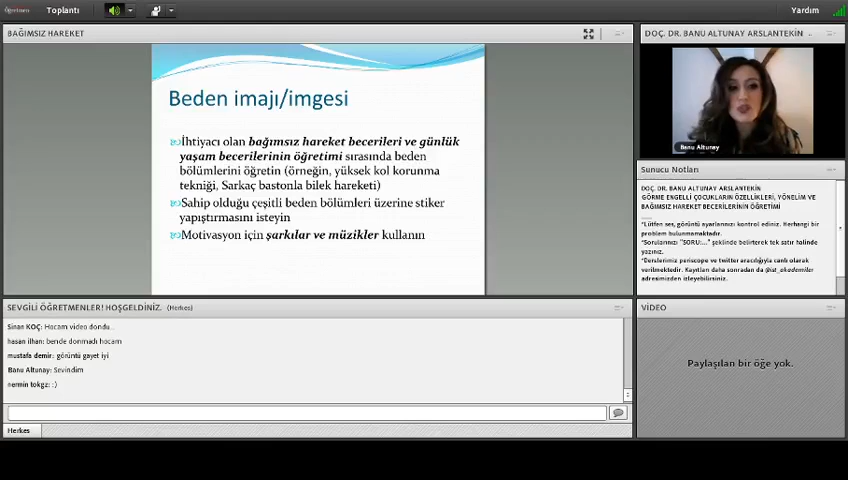 Öğretmen
Toplantı
Yardım
BAĞIMSIZ HAREKET
Beden imajı/imgesi
İhtiyacı olan bağımsız hareket becerileri ve günlük
yaşam becerilerinin öğretimi sırasında beden
bölümlerini öğretin (örneğin, yüksek kol korunma
tekniği, Sarkaç bastonla bilek hareketi)
Sahip olduğu çeşitli beden bölümleri üzerine stiker
yapıştırmasını isteyin
Motivasyon için şarkılar ve müzikler kullanın
DOÇ. DR. BANU ALTUNAY ARSLANTEKİN ..
Banu Altunay
Sunucu Notları
DOÇ. DR. BANU ALTUNAY ARSLANTEKİN
GÖRME ENGELLİ ÇOCUKLARIN ÖZELLİKLERİ, YÖNELİM VE
BAĞIMSIZ HAREKET BECERİLERİNİN ÖĞRETİMİ
*Lütfen ses, görüntü ayarlarınızı kontrol ediniz. Herhangi bir
problem bulunmamaktadır.
*Sorularınızı "SORU:..." şeklinde belirterek tek satır halinde
yazınız.
*Derslerimiz periscope ve twitter aracılığıyla canlı olarak
verilmektedir. Kayıtları daha sonradan da @ist_akademiler
adresimizden izleyebilirsiniz.
SEVGİLİ ÖĞRETMENLER! HOŞGELDİNİZ. (Herkes)
Sinan KOÇ: Hocam video dondu..
hasan ilhan: bende donmadı hocam
mustafa demir: görüntü gayet iyi
Banu Altunay: Sevindim
nermin tokgz: :)
Herkes
VİDEO
Paylaşılan bir öğe yok.